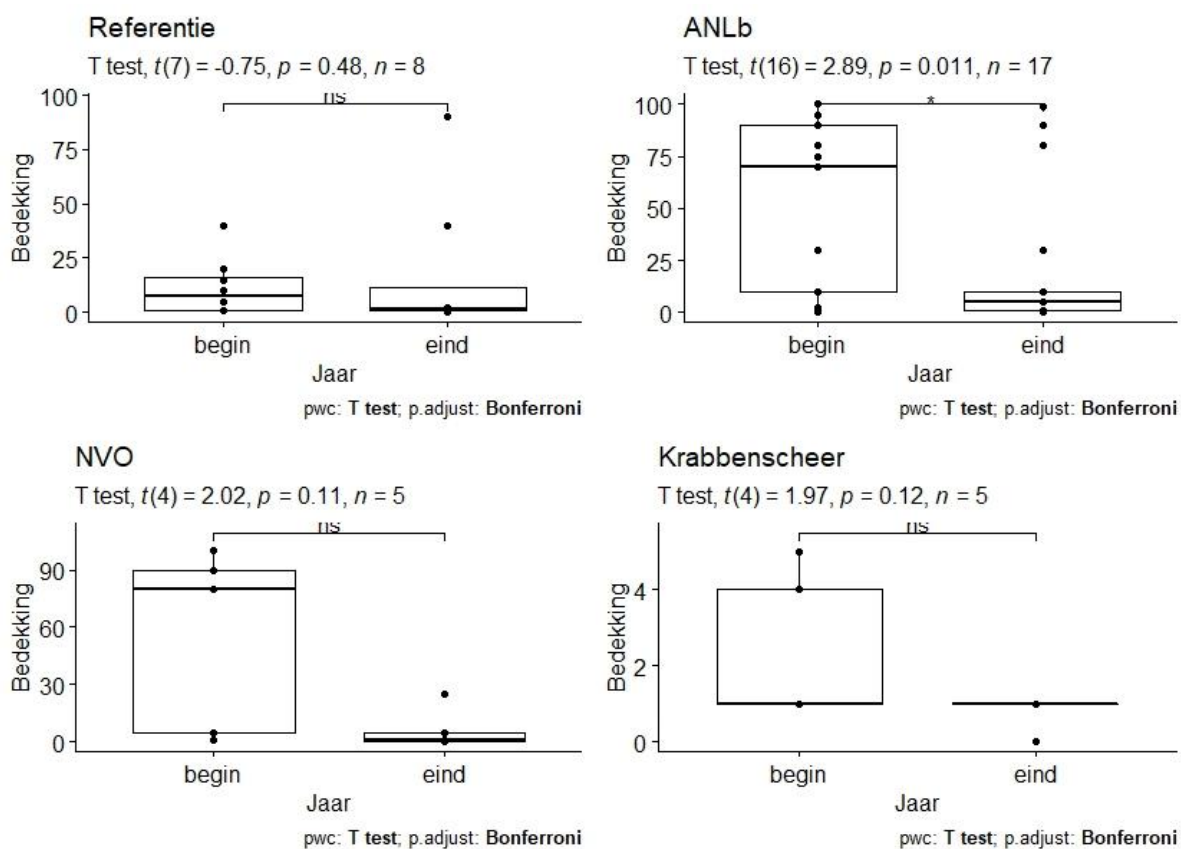 Referentie
T test, t(7) = -0.75, p = 0.48, n = 8
100
75
50
25
0
Bedekking
ns
begin
eind
Jaar
pwc: T test; p.adjust: Bonferroni
ANLb
T test, t(16) = 2.89, p = 0.011, n = 17
100
75
50
25
0
Bedekking
*
begin
eind
Jaar
pwc: T test; p.adjust: Bonferroni
NVO
T test, t(4) = 2.02, p = 0.11, n = 5
90
60
30
0
Bedekking
ns
begin
eind
Jaar
pwc: T test; p.adjust: Bonferroni
Krabbenscheer
T test, t(4) = 1.97, p = 0.12, n = 5
4
2
0
Bedekking
ns
begin
eind
Jaar
pwc: T test; p.adjust: Bonferroni